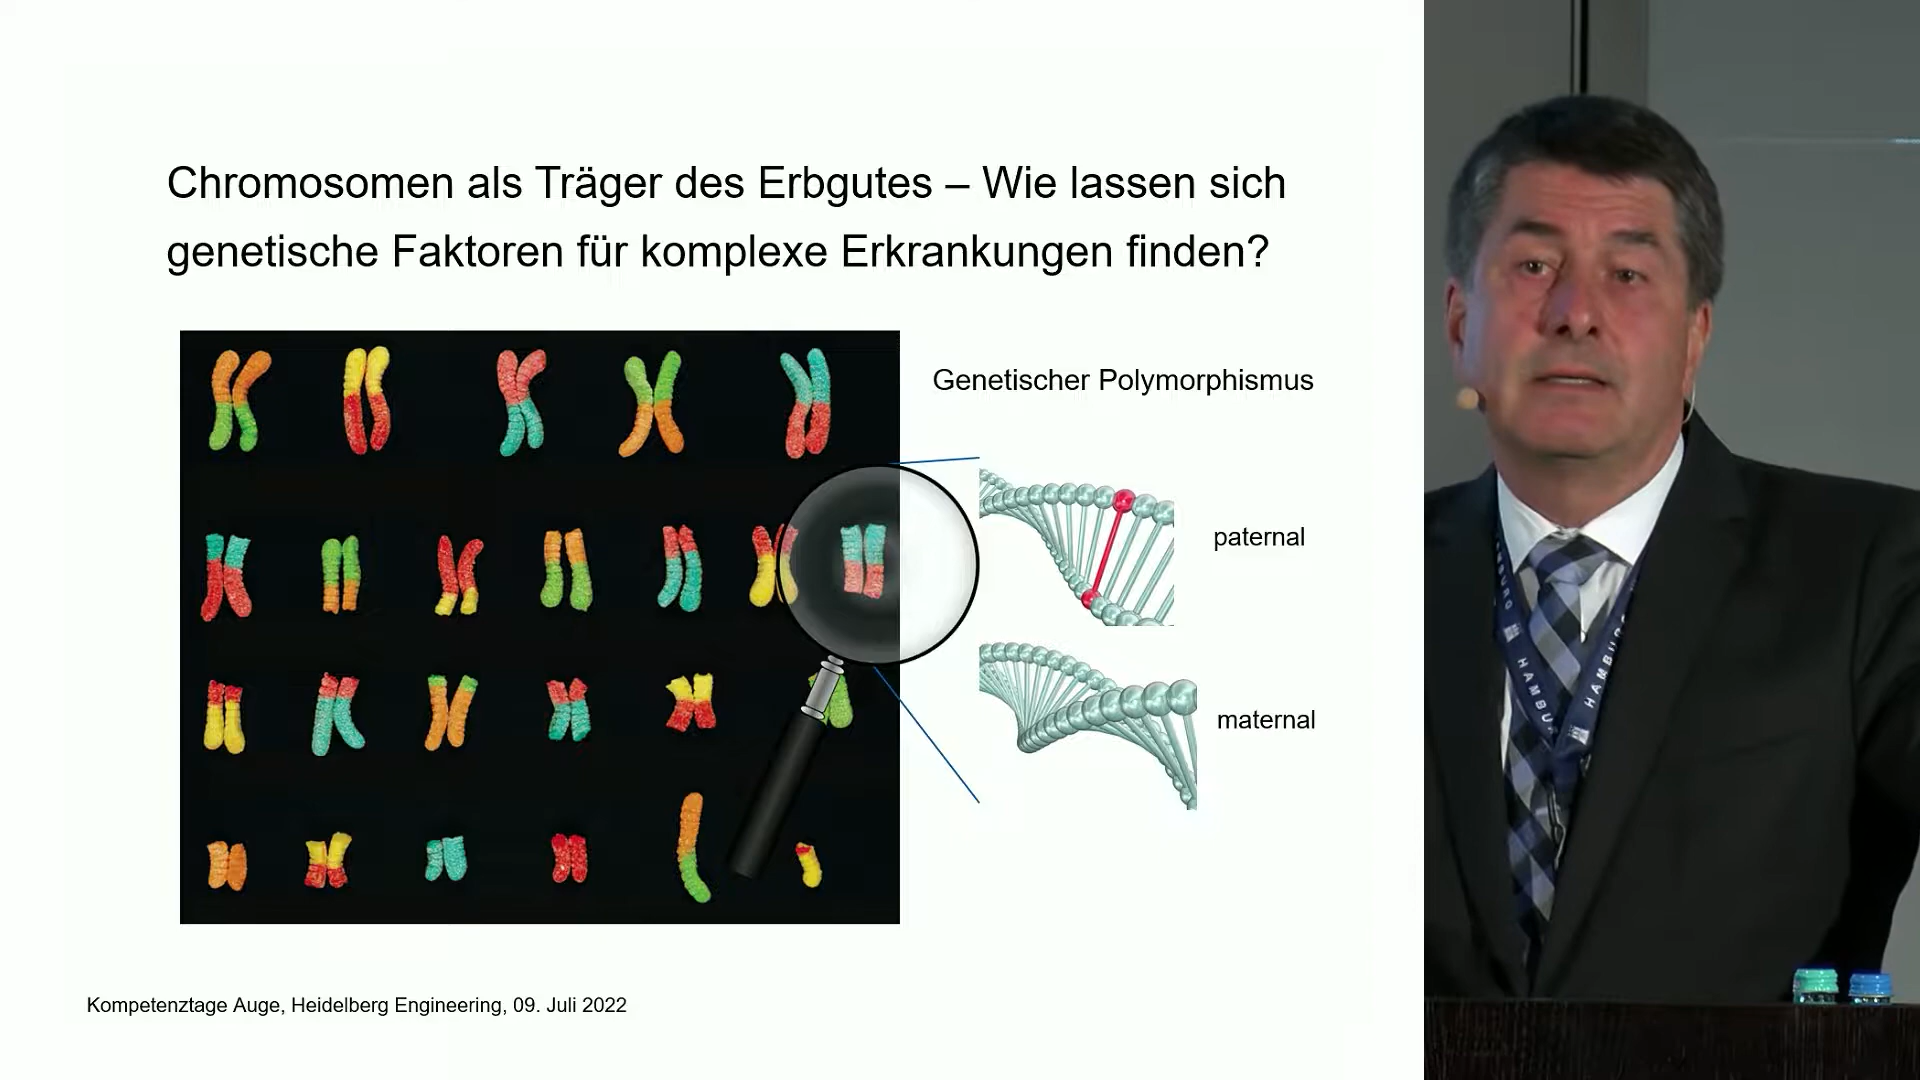 Chromosomen als Träger des Erbgutes – Wie lassen sich
genetische Faktoren für komplexe Erkrankungen finden?
Genetischer Polymorphismus
paternal
maternal
Kompetenztage Auge, Heidelberg Engineering, 09. Juli 2022
HAMBURG
HAMBURG